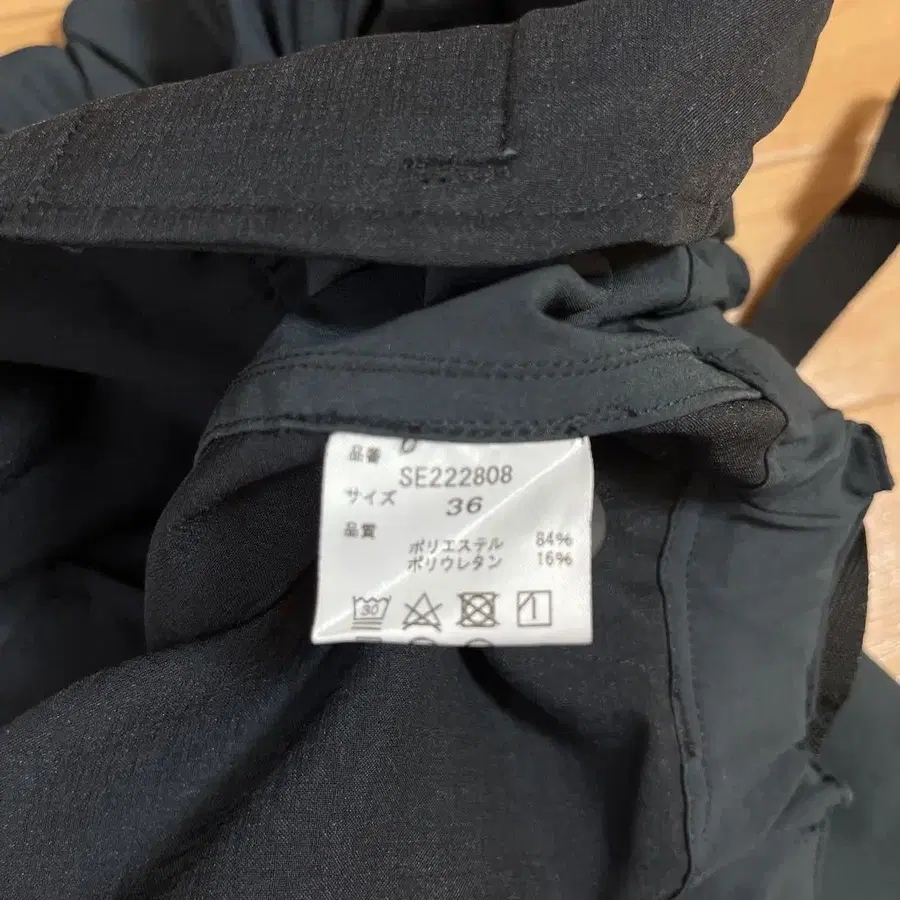 品番
SE222808
サイズ 36
品質
ポリエステル 84%
ポリウレタン 16%
30